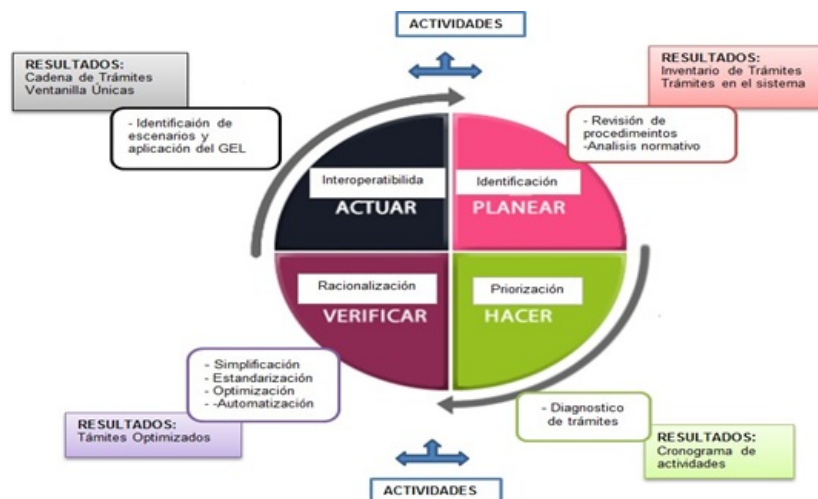 ACTIVIDADES
RESULTADOS:
Cadena de Trámites
Ventanilla Únicas
- Identificaión de
escenarios y
aplicación del GEL
RESULTADOS:
Inventario de Trámites
Trámites en el sistema
- Revisión de
procedimeintos
-Analisis normativo
Interoperatibilida
ACTUAR
Identificación
PLANEAR
Racionalización
VERIFICAR
Priorización
HACER
- Simplificación
- Estandarización
- Optimización
- -Automatización
RESULTADOS:
Támites Optimizados
- Diagnostico
de trámites
RESULTADOS:
Cronograma de
actividades
ACTIVIDADES